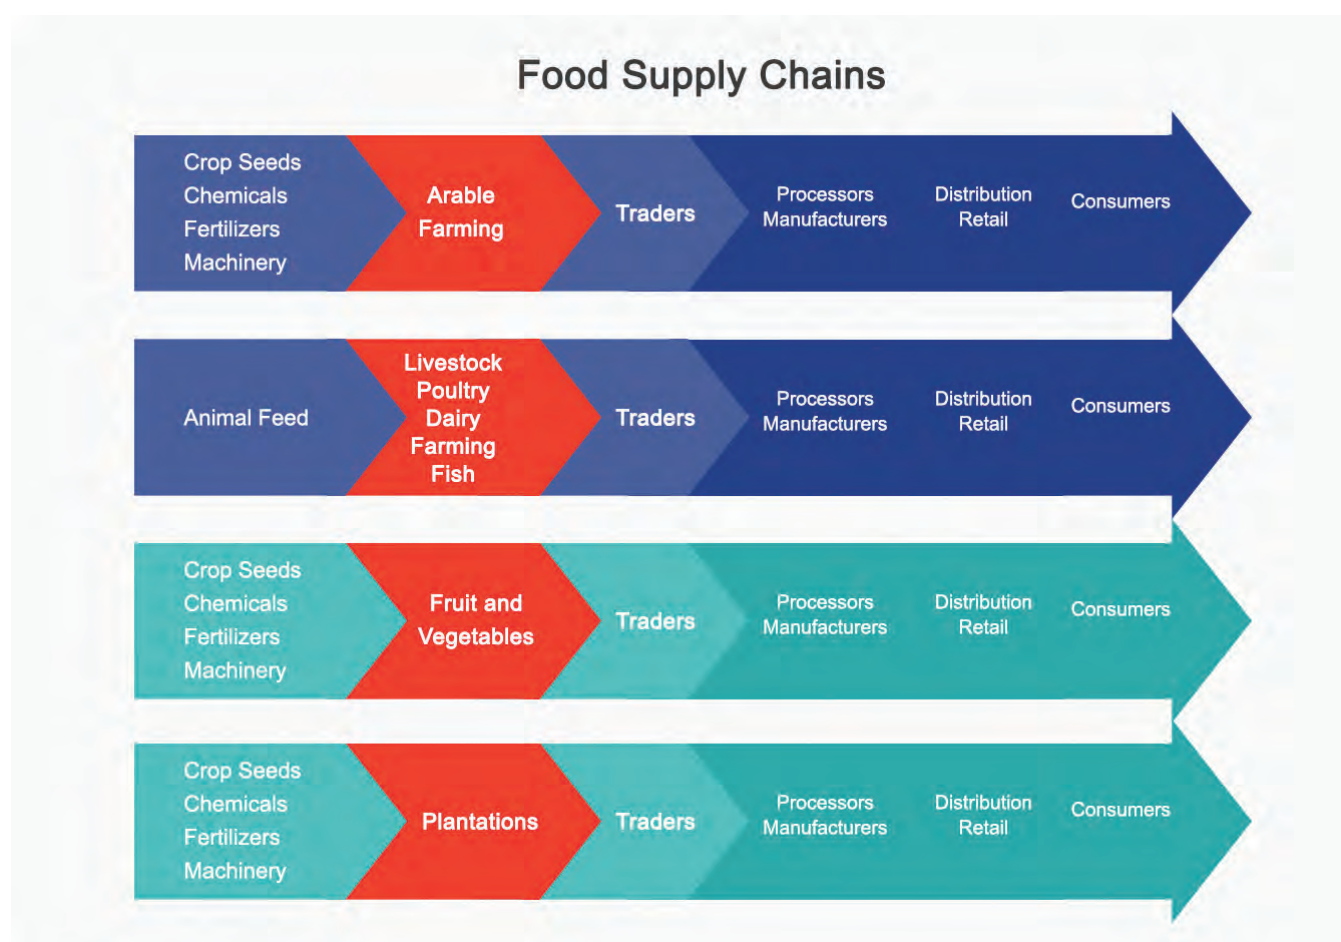 Food Supply Chains
Crop Seeds
Chemicals
Fertilizers
Machinery
Arable
Farming
Traders
Processors
Manufacturers
Distribution
Retail
Consumers
Animal Feed
Livestock
Poultry
Dairy
Farming
Fish
Traders
Processors
Manufacturers
Distribution
Retail
Consumers
Crop Seeds
Chemicals
Fertilizers
Machinery
Fruit and
Vegetables
Traders
Processors
Manufacturers
Distribution
Retail
Consumers
Crop Seeds
Chemicals
Fertilizers
Machinery
Plantations
Traders
Processors
Manufacturers
Distribution
Retail
Consumers